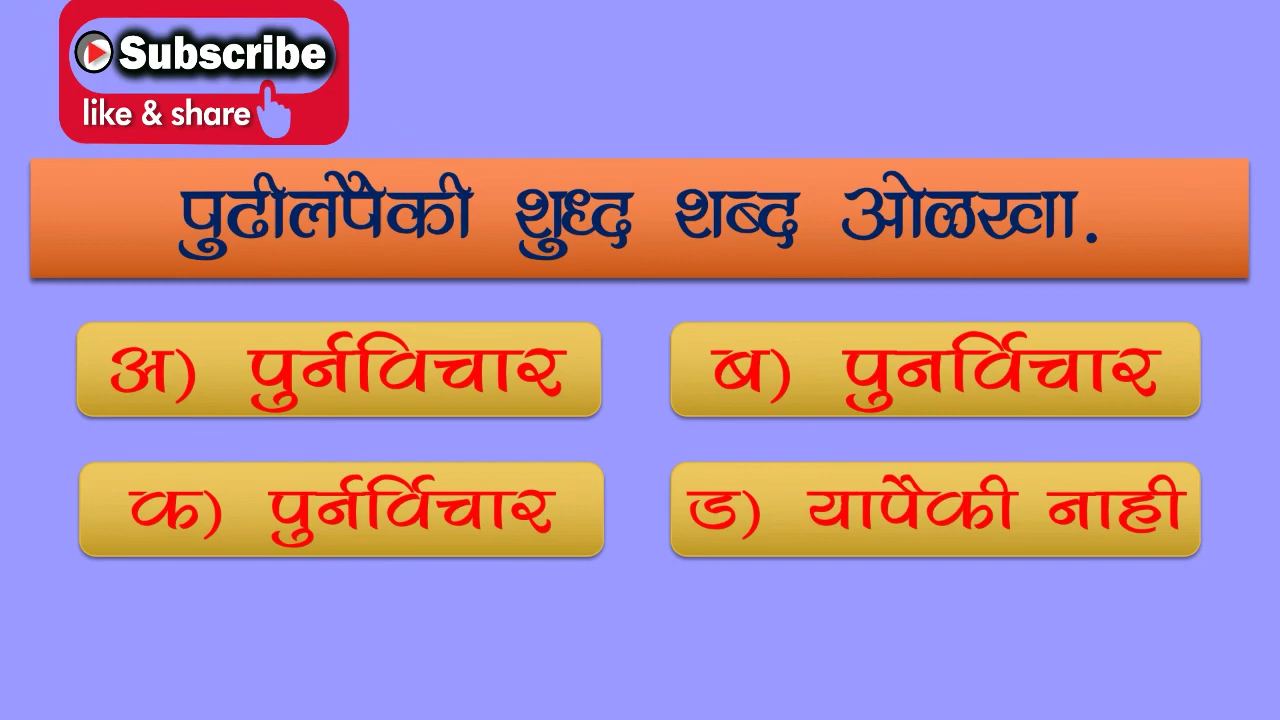 Subscribe
like & share
पुढीलपैकी शुध्द शब्द ओळखा.
अ) पुर्नविचार
ब) पुनर्विचार
क) पुर्नर्विचार
ड) यापैकी नाही